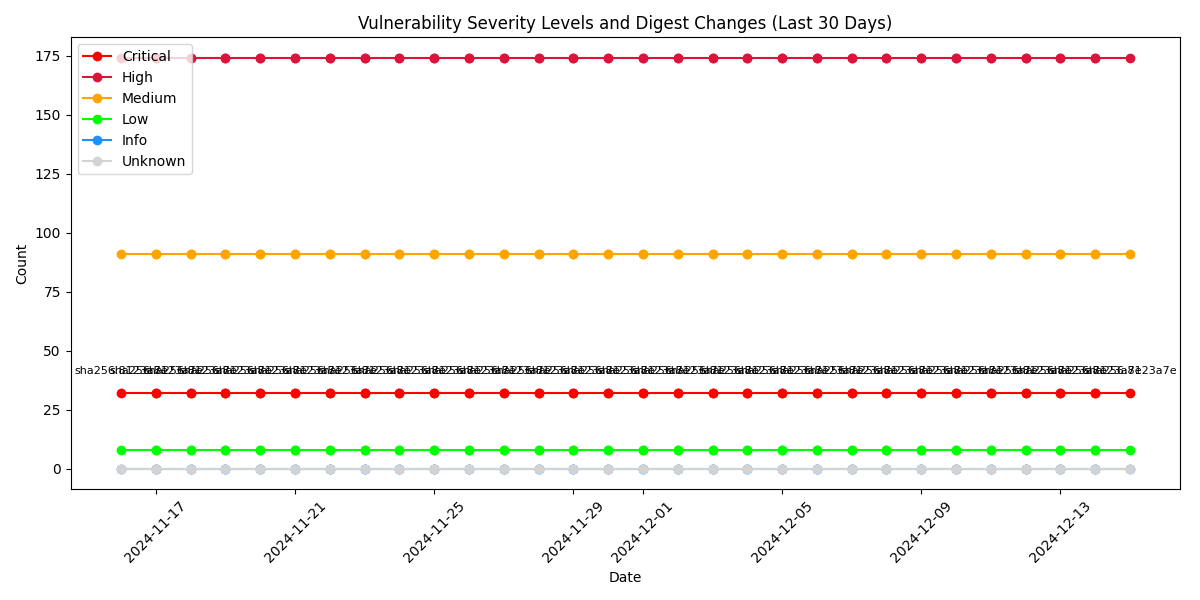 Vulnerability Severity Levels and Digest Changes (Last 30 Days)
Critical
High
Medium
Low
Info
Unknown
175
150
125
100
75
50
25
0
Count
2024-11-17
2024-11-21
2024-11-25
2024-11-29
2024-12-01
2024-12-05
2024-12-09
2024-12-13
Date